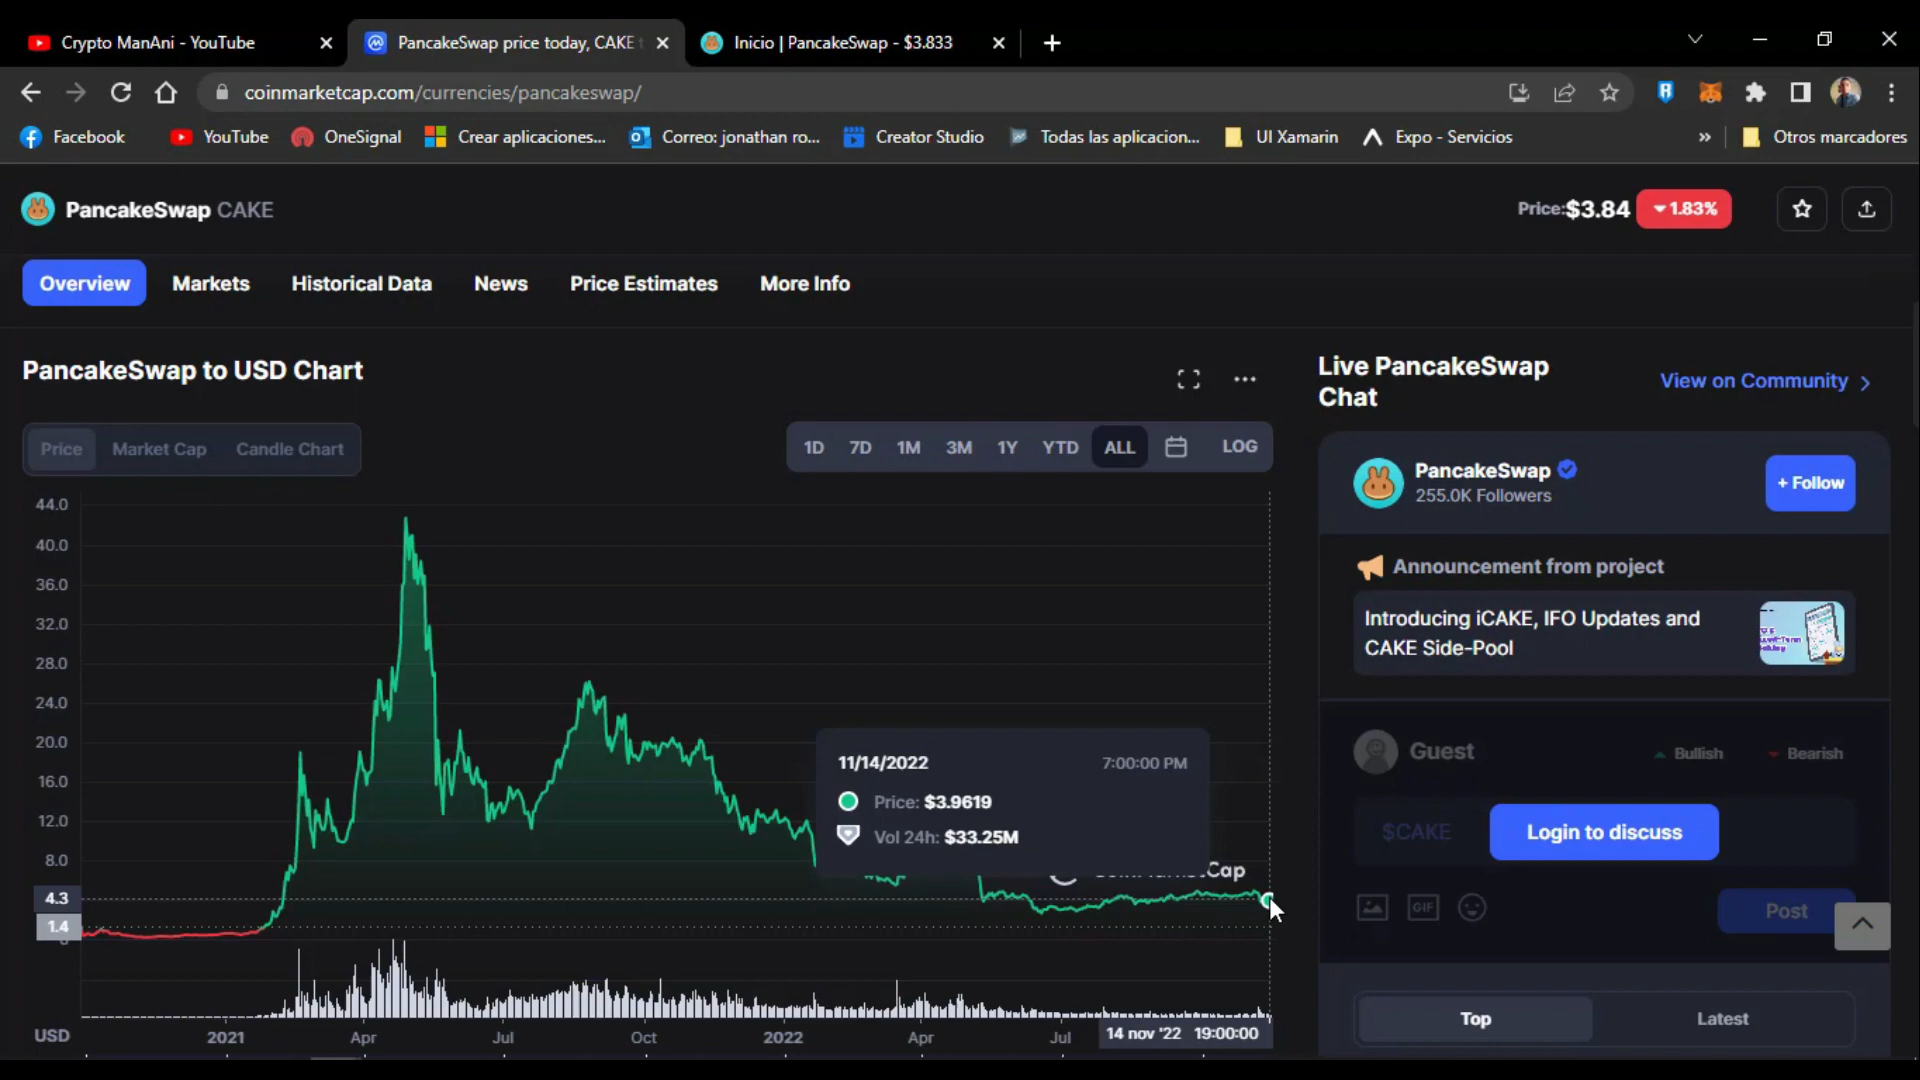 Crypto ManAni - YouTube
PancakeSwap price today, CAKE t
Inicio | PancakeSwap - $3.833
coinmarketcap.com/currencies/pancakeswap/
Facebook
YouTube
OneSignal
Crear aplicaciones...
Correo: jonathan ro...
Creator Studio
Todas las aplicacion...
UI Xamarin
Expo - Servicios
»
Otros marcadores
PancakeSwap CAKE
Price:$3.84
1.83%
Overview
Markets
Historical Data
News
Price Estimates
More Info
PancakeSwap to USD Chart
Price
Market Cap
Candle Chart
1D
7D
1M
3M
1Y
YTD
ALL
LOG
44.0
40.0
36.0
32.0
28.0
24.0
20.0
16.0
12.0
8.0
4.3
1.4
11/14/2022
7:00:00 PM
Price: $3.9619
Vol 24h: $33.25M
USD
2021
Apr
Jul
Oct
2022
Apr
Jul
14 nov '22 19:00:00
Live PancakeSwap
Chat
View on Community
PancakeSwap
255.0K Followers
+ Follow
Announcement from project
Introducing iCAKE, IFO Updates and
CAKE Side-Pool
Guest
Bullish
Bearish
$CAKE
Login to discuss
GIF
Post
Top
Latest